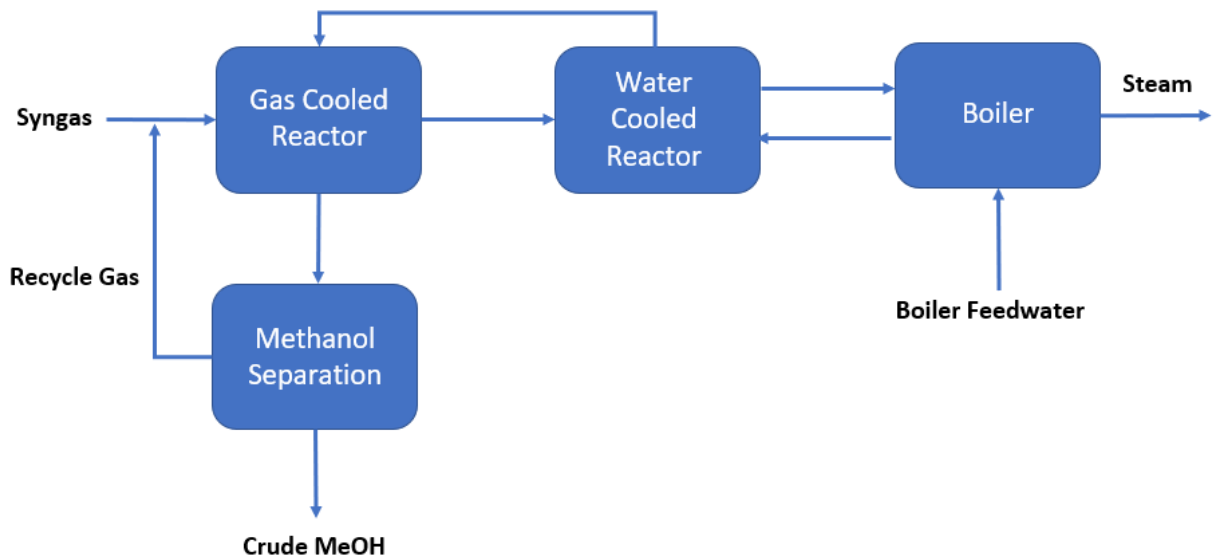 Gas Cooled
Reactor
Water
Cooled
Reactor
Boiler
Steam
Syngas
Recycle Gas
Boiler Feedwater
Methanol
Separation
Crude MeOH